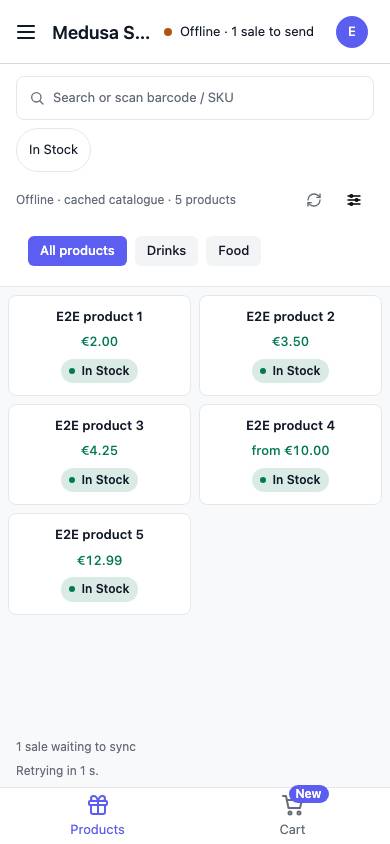 Medusa S... Offline · 1 sale to send E
Search or scan barcode / SKU
In Stock
Offline · cached catalogue · 5 products
All products Drinks Food
E2E product 1
€2.00
In Stock
E2E product 2
€3.50
In Stock
E2E product 3
€4.25
In Stock
E2E product 4
from €10.00
In Stock
E2E product 5
€12.99
In Stock
1 sale waiting to sync
Retrying in 1 s.
New
Products Cart